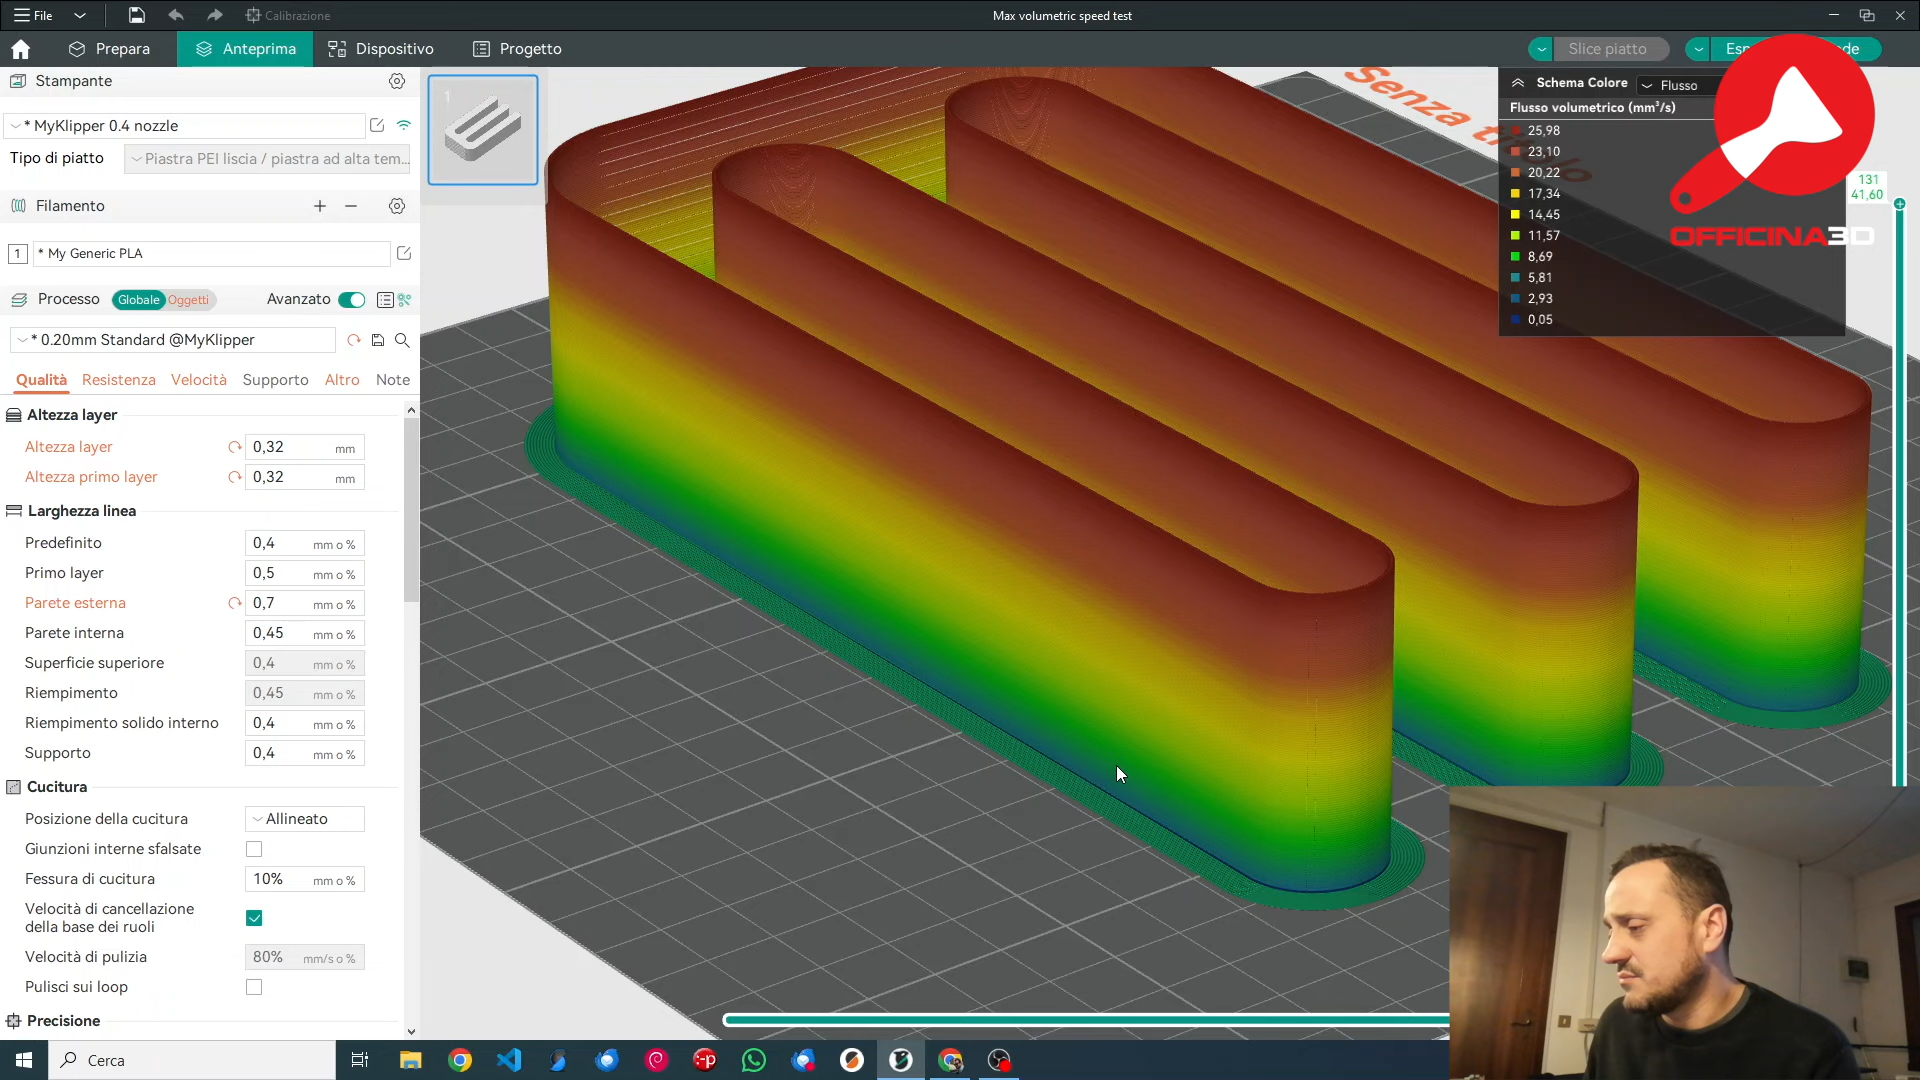 File
Calibrazione
Max volumetric speed test
Prepara
Anteprima
Dispositivo
Progetto
Slice piatto
Stampante
* MyKlipper 0.4 nozzle
Tipo di piatto
Piastra PEI liscia / piastra ad alta tem...
Filamento
1
* My Generic PLA
Processo
Globale
Oggetti
Avanzato
* 0.20mm Standard @MyKlipper
Qualità
Resistenza
Velocità
Supporto
Altro
Note
Altezza layer
Altezza layer 0,32 mm
Altezza primo layer 0,32 mm
Larghezza linea
Predefinito 0,4 mm o %
Primo layer 0,5 mm o %
Parete esterna 0,7 mm o %
Parete interna 0,45 mm o %
Superficie superiore 0,4 mm o %
Riempimento 0,45 mm o %
Riempimento solido interno 0,4 mm o %
Supporto 0,4 mm o %
Cucitura
Posizione della cucitura Allineato
Giunzioni interne sfalsate
Fessura di cucitura 10% mm o %
Velocità di cancellazione
della base dei ruoli
Velocità di pulizia 80% mm/s o %
Pulisci sui loop
Precisione
1
Senza
Schema Colore
Flusso
Flusso volumetrico (mm³/s)
25,98
23,10
20,22
17,34
14,45
11,57
8,69
5,81
2,93
0,05
OFFICINA3D
131
41,60
Cerca